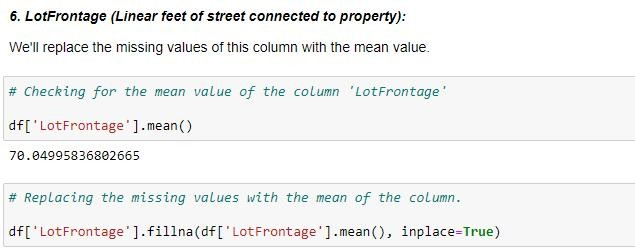 6. LotFrontage (Linear feet of street connected to property):
We'll replace the missing values of this column with the mean value.
# Checking for the mean value of the column 'LotFrontage'
df['LotFrontage'].mean()
70.04995836802665
# Replacing the missing values with the mean of the column.
df['LotFrontage'].fillna(df['LotFrontage'].mean(), inplace=True)